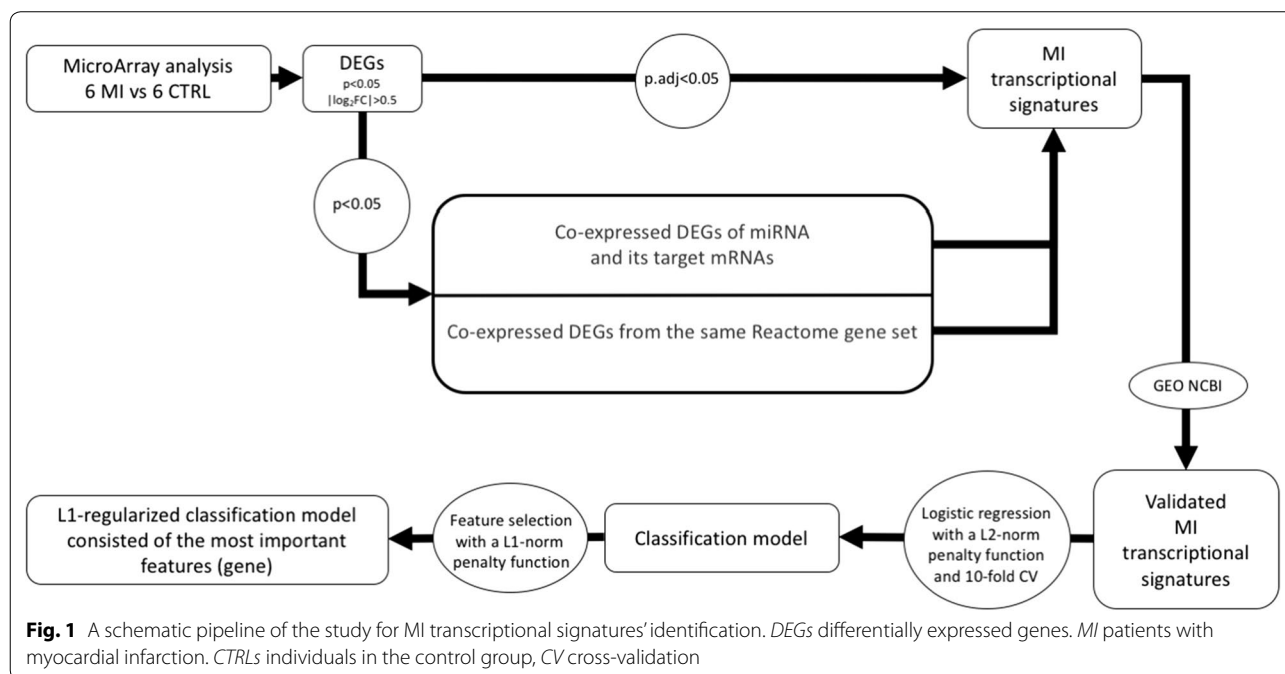 MicroArray analysis
6 MI vs 6 CTRL
DEGs
p<0.05
|log₂FC|>0.5
p.adj<0.05
MI
transcriptional
signatures
p<0.05
Co-expressed DEGs of miRNA
and its target mRNAs
Co-expressed DEGs from the same Reactome gene set
GEO NCBI
L1-regularized classification model
consisted of the most important
features (gene)
Feature selection
with a L1-norm
penalty function
Classification model
Logistic regression
with a L2-norm
penalty function
and 10-fold CV
Validated
MI
transcriptional
signatures
Fig. 1 A schematic pipeline of the study for MI transcriptional signatures' identification. DEGs differentially expressed genes. MI patients with
myocardial infarction. CTRLs individuals in the control group, CV cross-validation